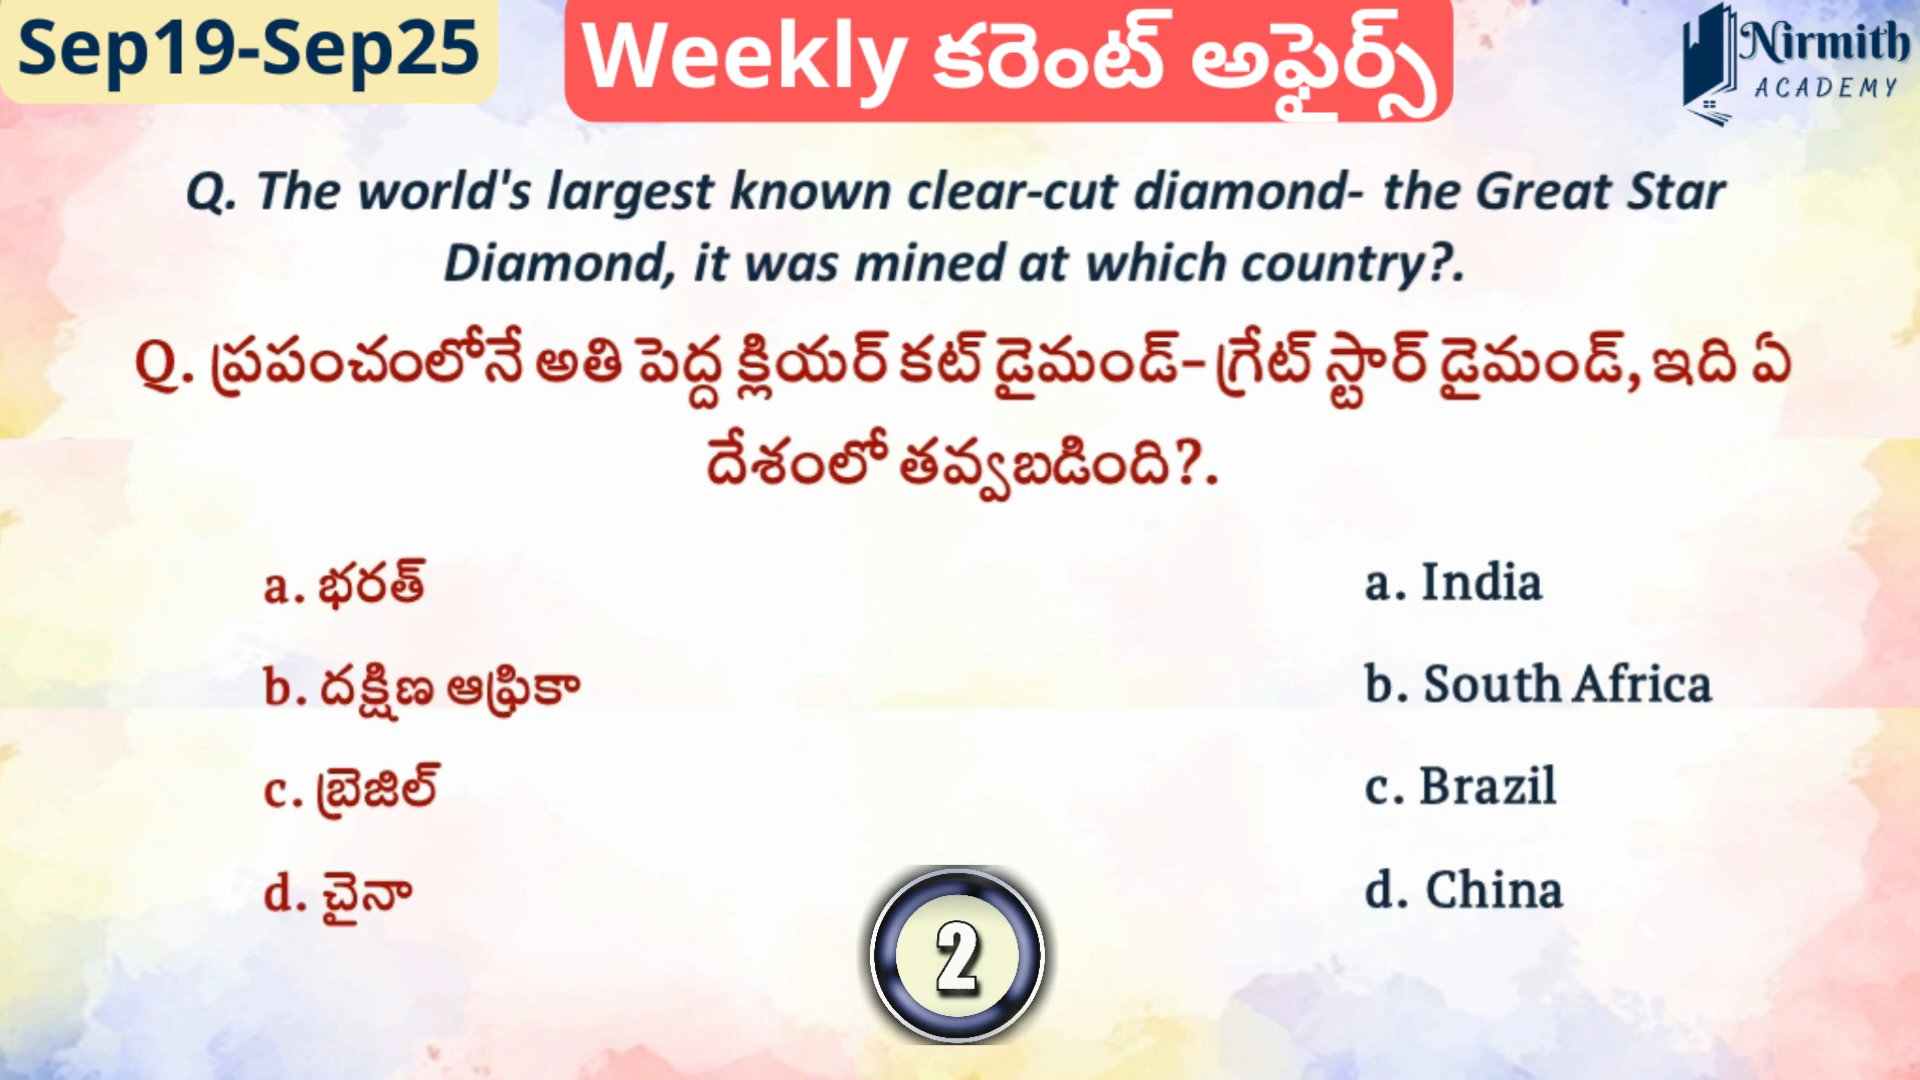 Sep19-Sep25
Weekly కరెంట్ అఫైర్స్
Nirmith
ACADEMY
Q. The world's largest known clear-cut diamond- the Great Star
Diamond, it was mined at which country?.
Q. ప్రపంచంలోనే అతి పెద్ద క్లియర్ కట్ డైమండ్- గ్రేట్ స్టార్ డైమండ్, ఇది ఏ
దేశంలో తవ్వబడింది?.
a. భరత్
b. దక్షిణ ఆఫ్రికా
c. బ్రెజిల్
d. చైనా
a. India
b. South Africa
c. Brazil
d. China
2